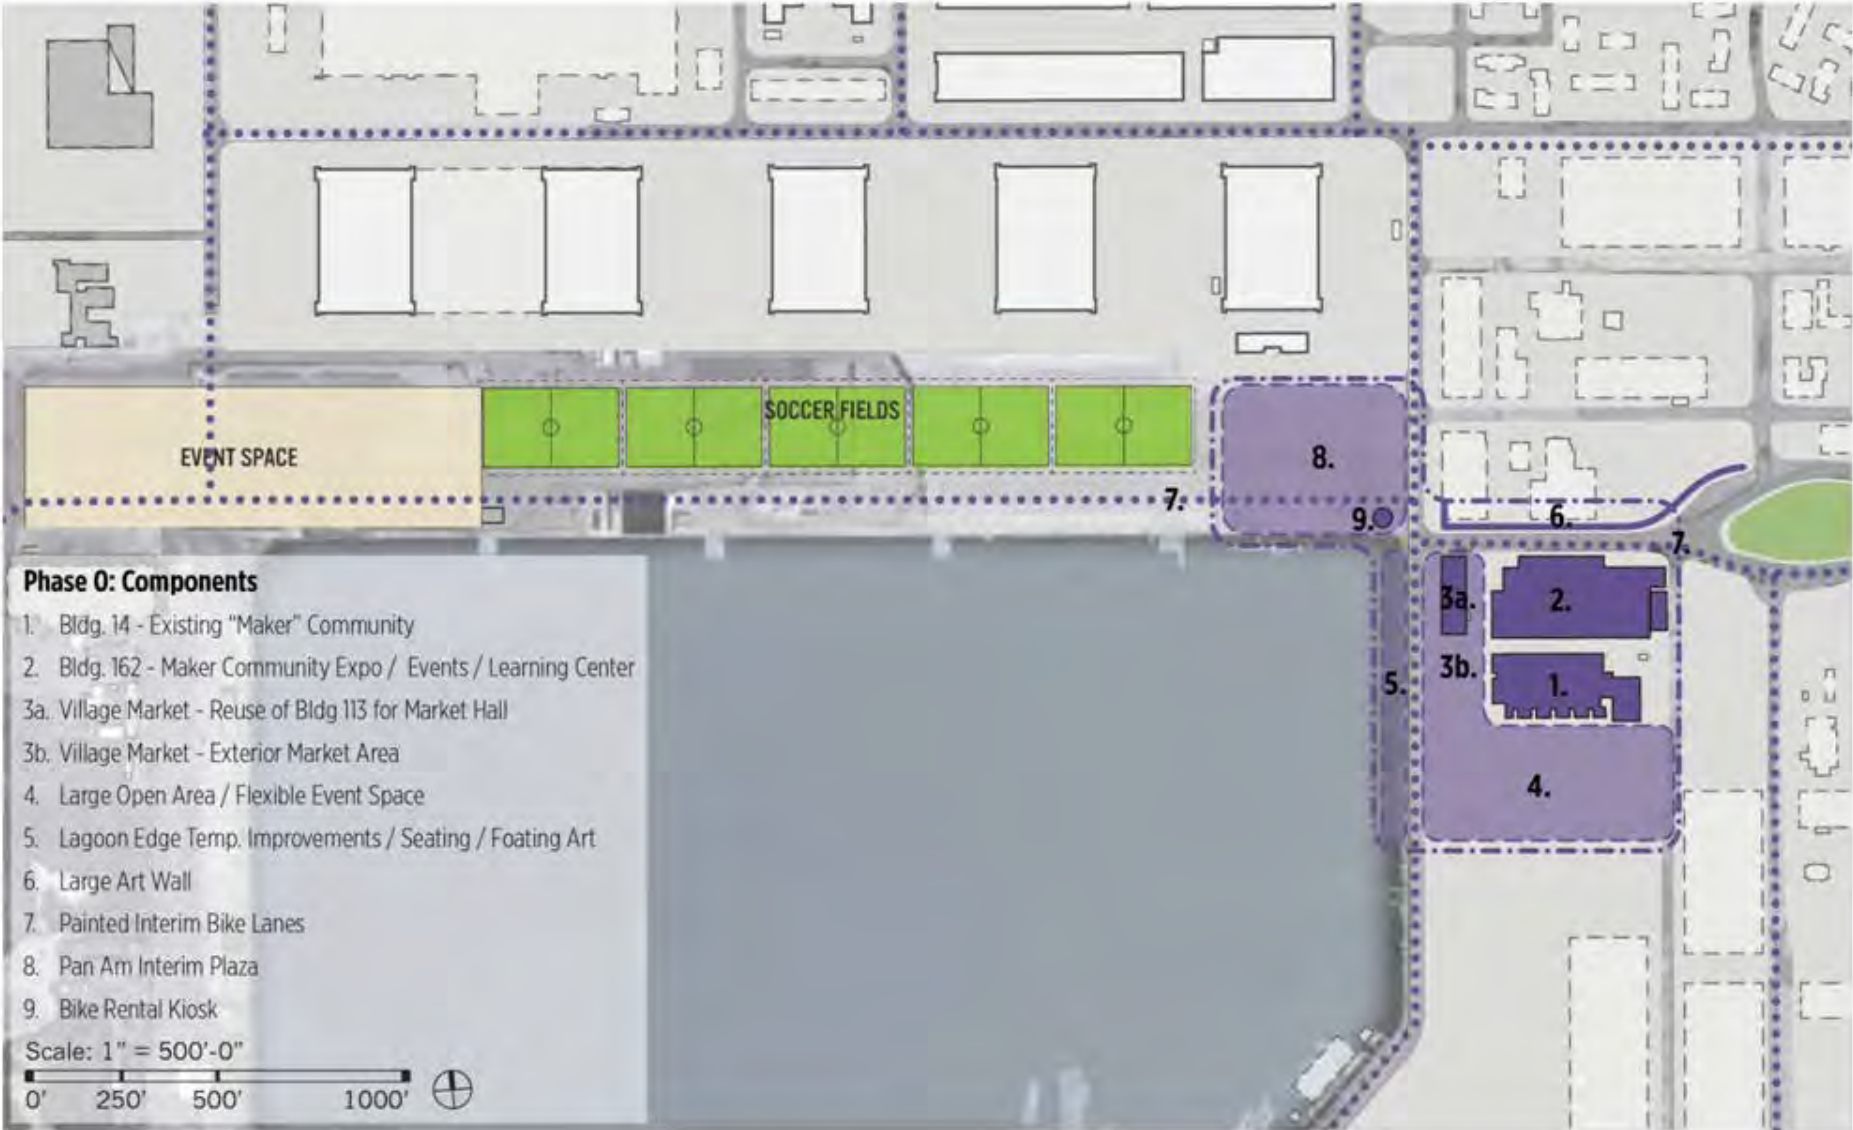 SOCCER FIELDS
EVENT SPACE
8.
7.
9.
6.
7.
3a.
2.
3b.
1.
5.
4.
Phase 0: Components
1. Bldg. 14 - Existing "Maker" Community
2. Bldg. 162 - Maker Community Expo / Events / Learning Center
3a. Village Market - Reuse of Bldg 113 for Market Hall
3b. Village Market - Exterior Market Area
4. Large Open Area / Flexible Event Space
5. Lagoon Edge Temp. Improvements / Seating / Foating Art
6. Large Art Wall
7. Painted Interim Bike Lanes
8. Pan Am Interim Plaza
9. Bike Rental Kiosk
Scale: 1" = 500'-0"
0' 250' 500' 1000'